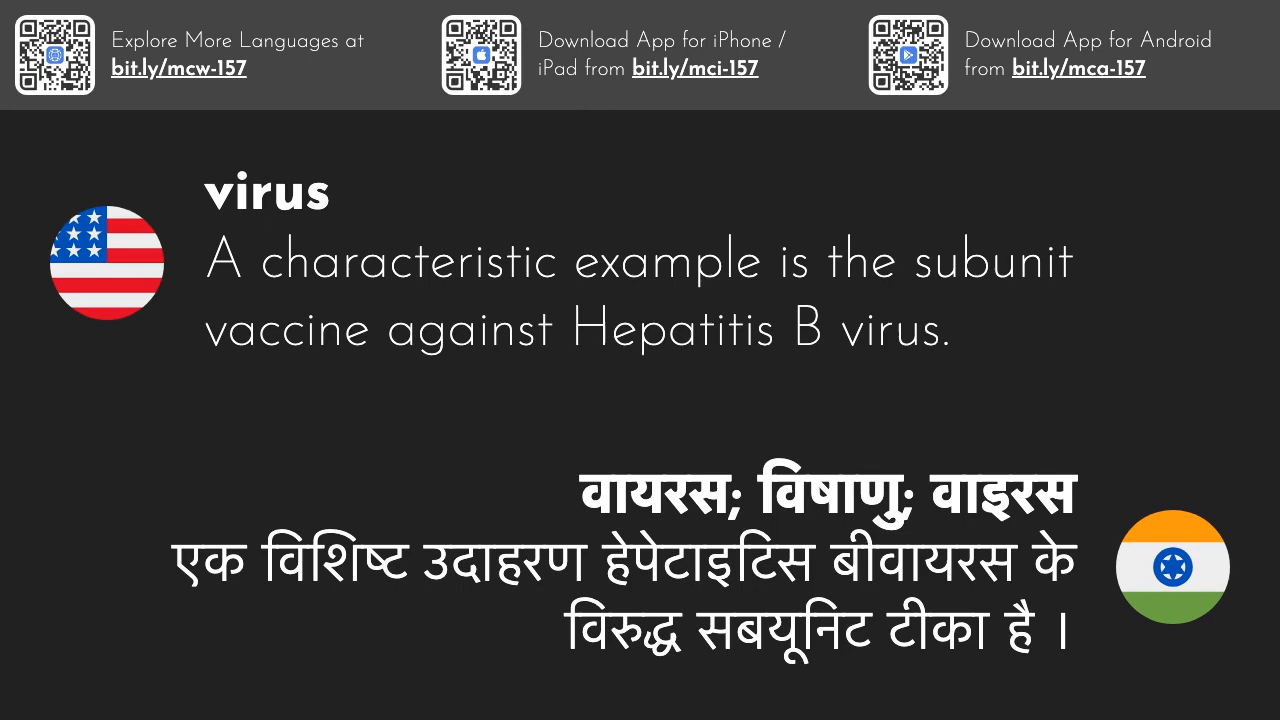 Explore More Languages at
bit.ly/mcw-157
Download App for iPhone /
iPad from bit.ly/mci-157
Download App for Android
from bit.ly/mca-157
virus
A characteristic example is the subunit
vaccine against Hepatitis B virus.
वायरस; विषाणु; वाइरस
एक विशिष्ट उदाहरण हेपेटाइटिस बीवायरस के
विरुद्ध सबयूनिट टीका है ।